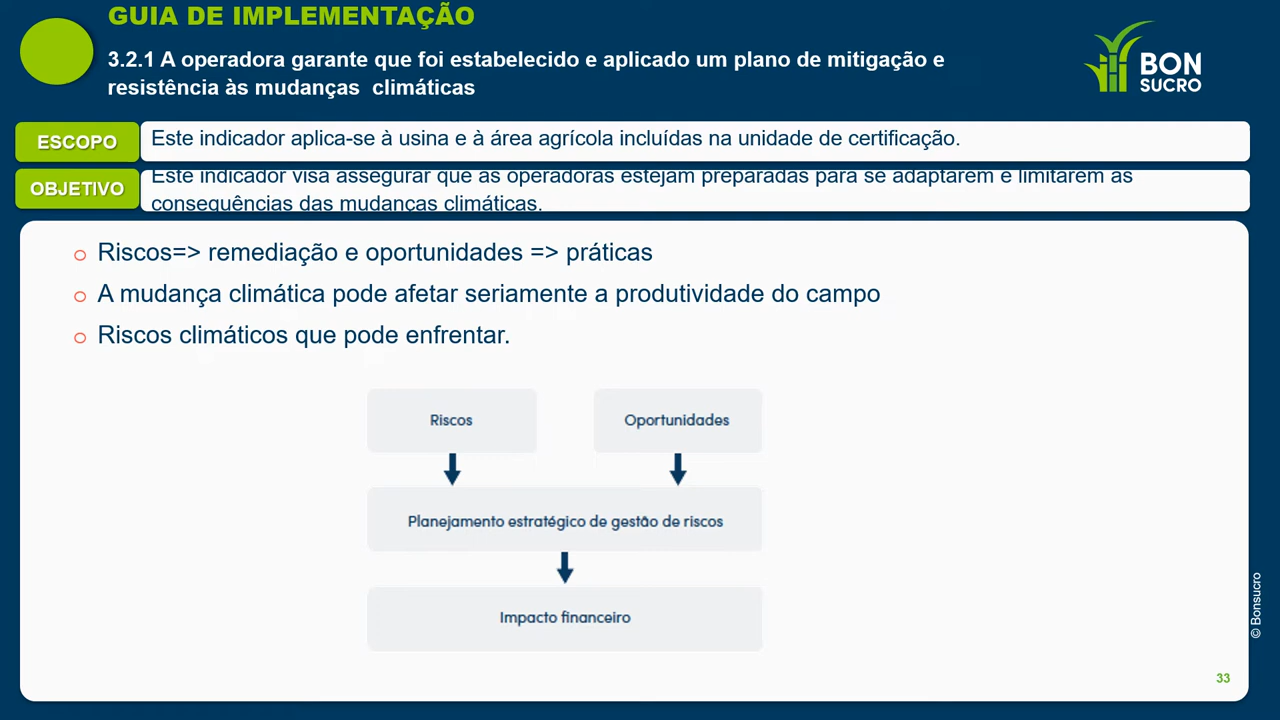 GUIA DE IMPLEMENTAÇÃO
3.2.1 A operadora garante que foi estabelecido e aplicado um plano de mitigação e
resistência às mudanças climáticas
BON
SUCRO
ESCOPO
Este indicador aplica-se à usina e à área agrícola incluídas na unidade de certificação.
OBJETIVO
Este indicador visa assegurar que as operadoras estejam preparadas para se adaptarem e limitarem as
consequências das mudanças climáticas.
Riscos=> remediação e oportunidades => práticas
A mudança climática pode afetar seriamente a produtividade do campo
Riscos climáticos que pode enfrentar.
Riscos
Oportunidades
Planejamento estratégico de gestão de riscos
Impacto financeiro
© Bonsucro
33